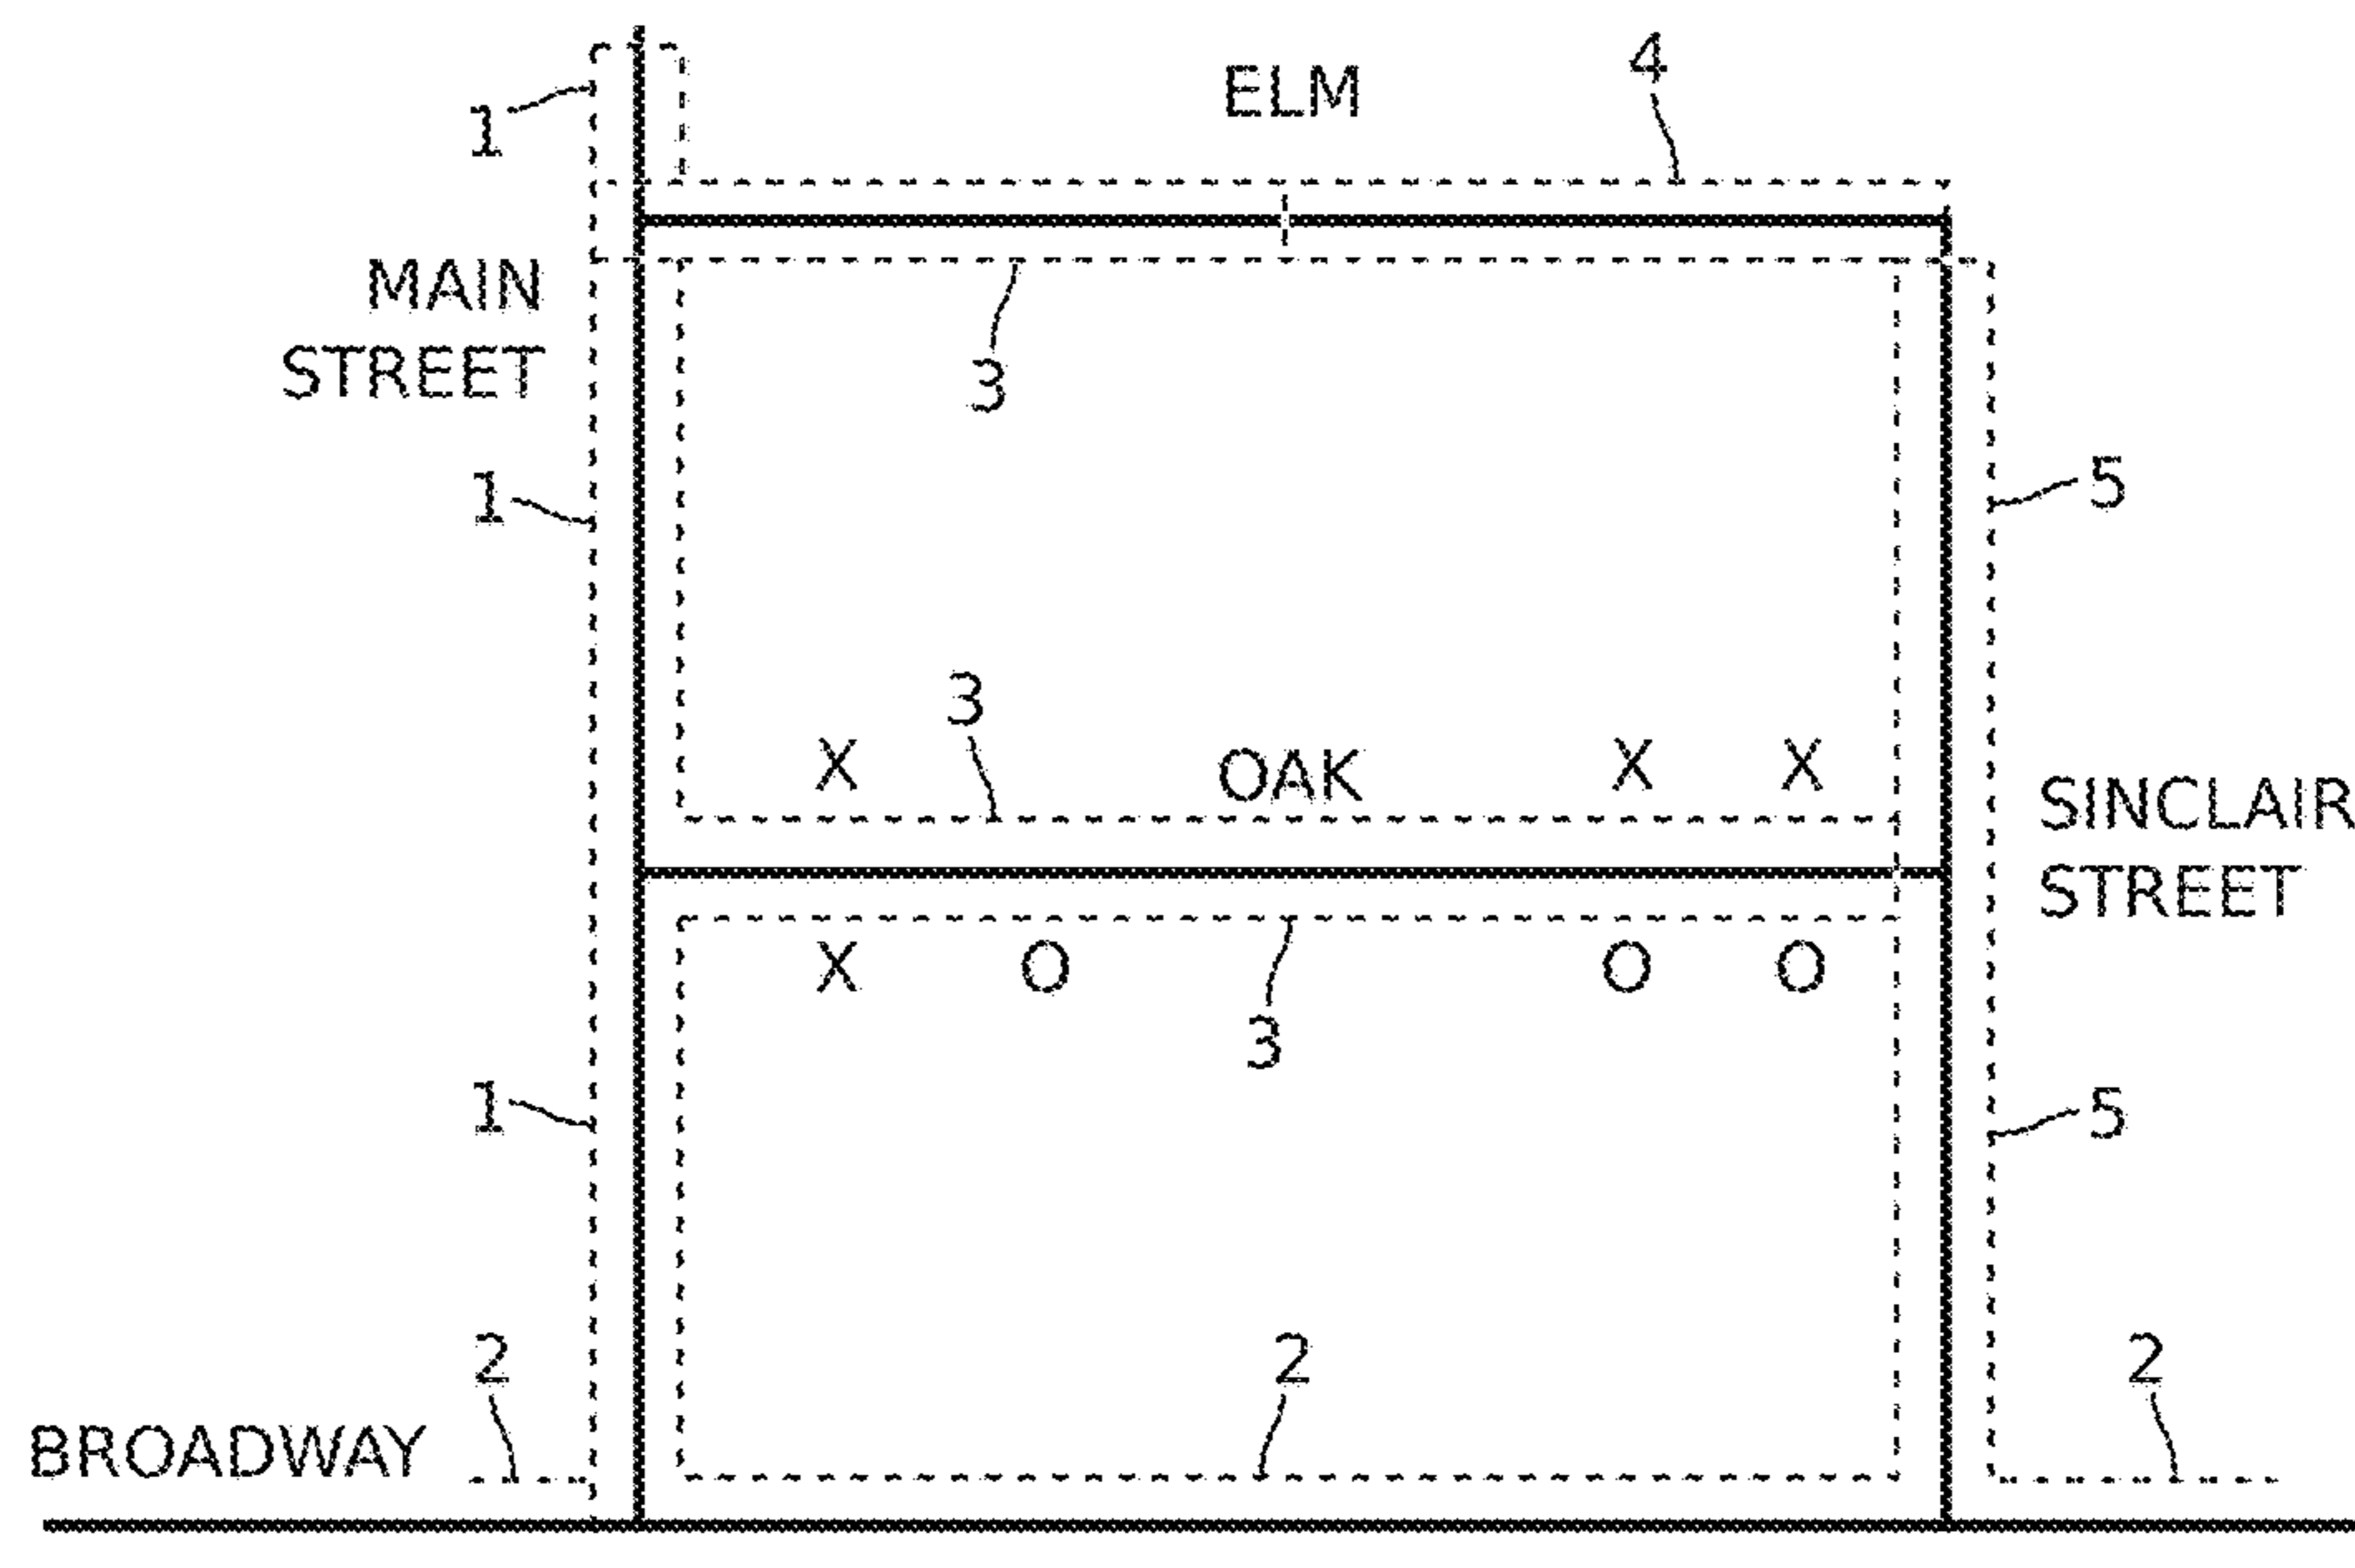 4
ELM
1
MAIN
STREET
3
1
5
3
X OAK X X
SINCLAIR
STREET
X O O O
3
1
5
2 2 2
BROADWAY